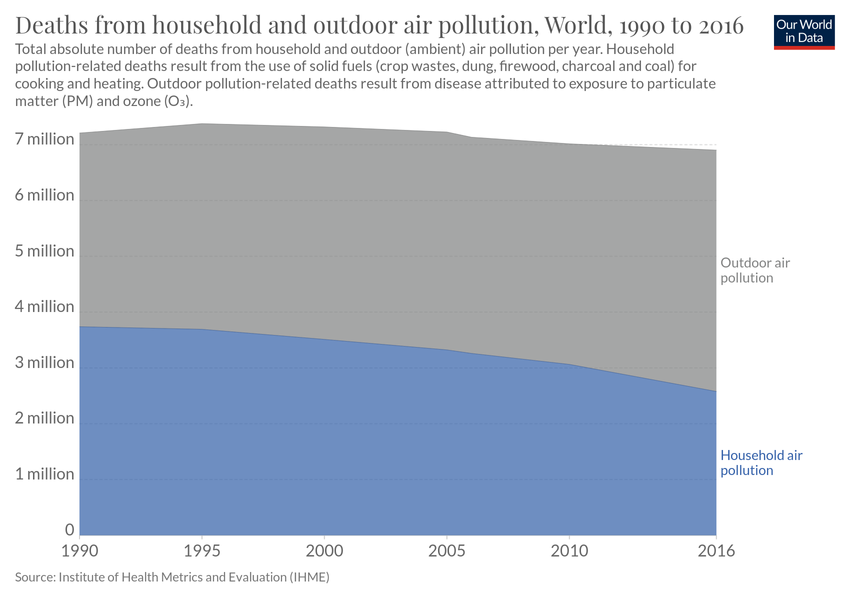 Deaths from household and outdoor air pollution, World, 1990 to 2016
Our World
in Data
Total absolute number of deaths from household and outdoor (ambient) air pollution per year. Household
pollution-related deaths result from the use of solid fuels (crop wastes, dung, firewood, charcoal and coal) for
cooking and heating. Outdoor pollution-related deaths result from disease attributed to exposure to particulate
matter (PM) and ozone (O₃).
7 million
6 million
5 million
4 million
3 million
2 million
1 million
0
Outdoor air
pollution
Household air
pollution
1990
1995
2000
2005
2010
2016
Source: Institute of Health Metrics and Evaluation (IHME)